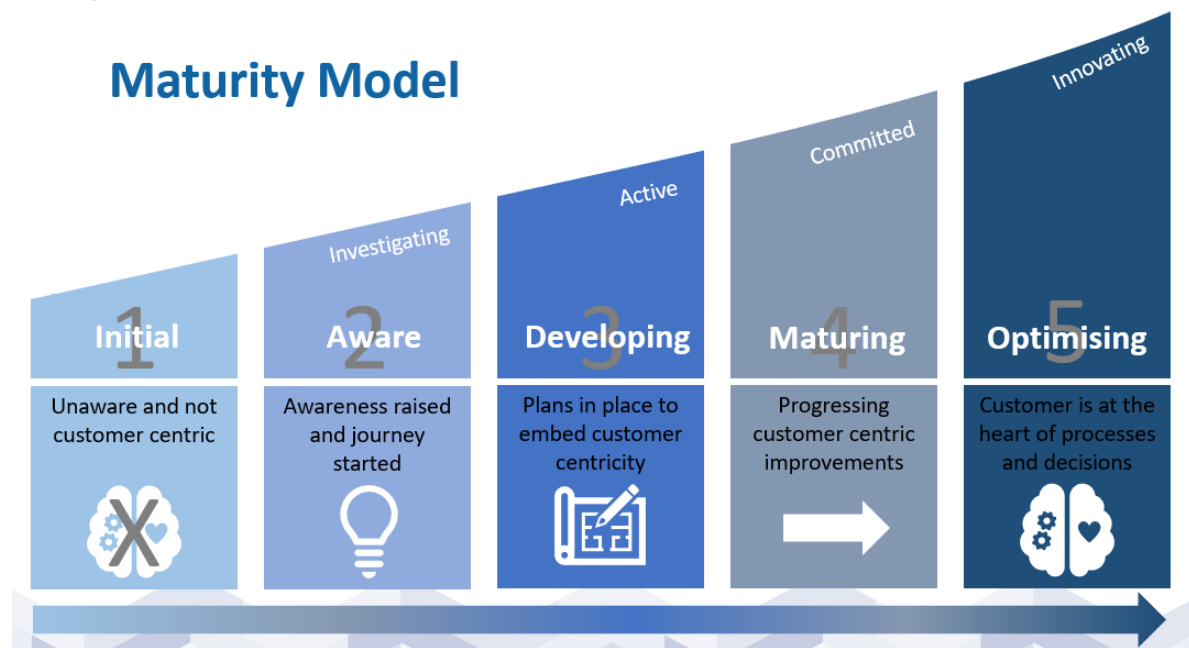 Maturity Model
Investigating
Active
Committed
Innovating
1
Initial
2
Aware
3
Developing
4
Maturing
5
Optimising
Unaware and not
customer centric
X
Awareness raised
and journey
started
Plans in place to
embed customer
centricity
Progressing
customer centric
improvements
Customer is at the
heart of processes
and decisions